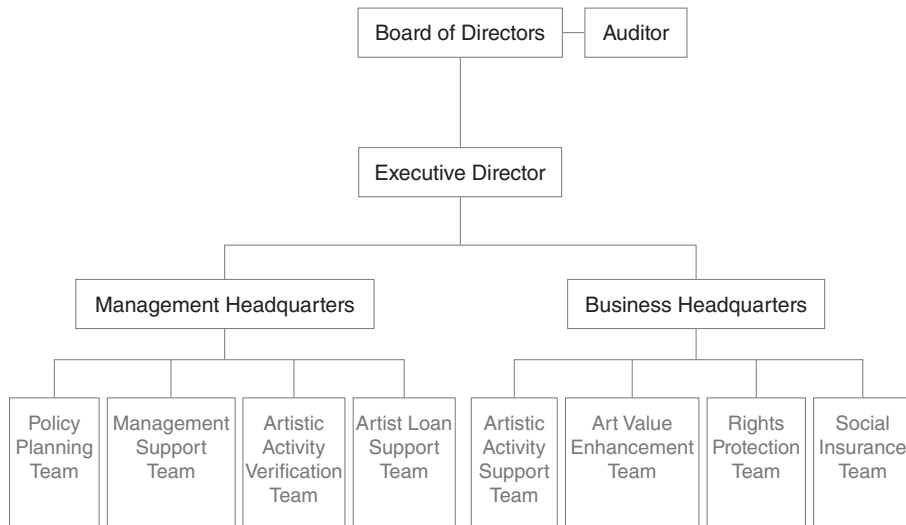 Board of Directors
Auditor
Executive Director
Management Headquarters
Business Headquarters
Policy
Planning
Team
Management
Support
Team
Artistic
Activity
Verification
Team
Artist Loan
Support
Team
Artistic
Activity
Support
Team
Art Value
Enhancement
Team
Rights
Protection
Team
Social
Insurance
Team